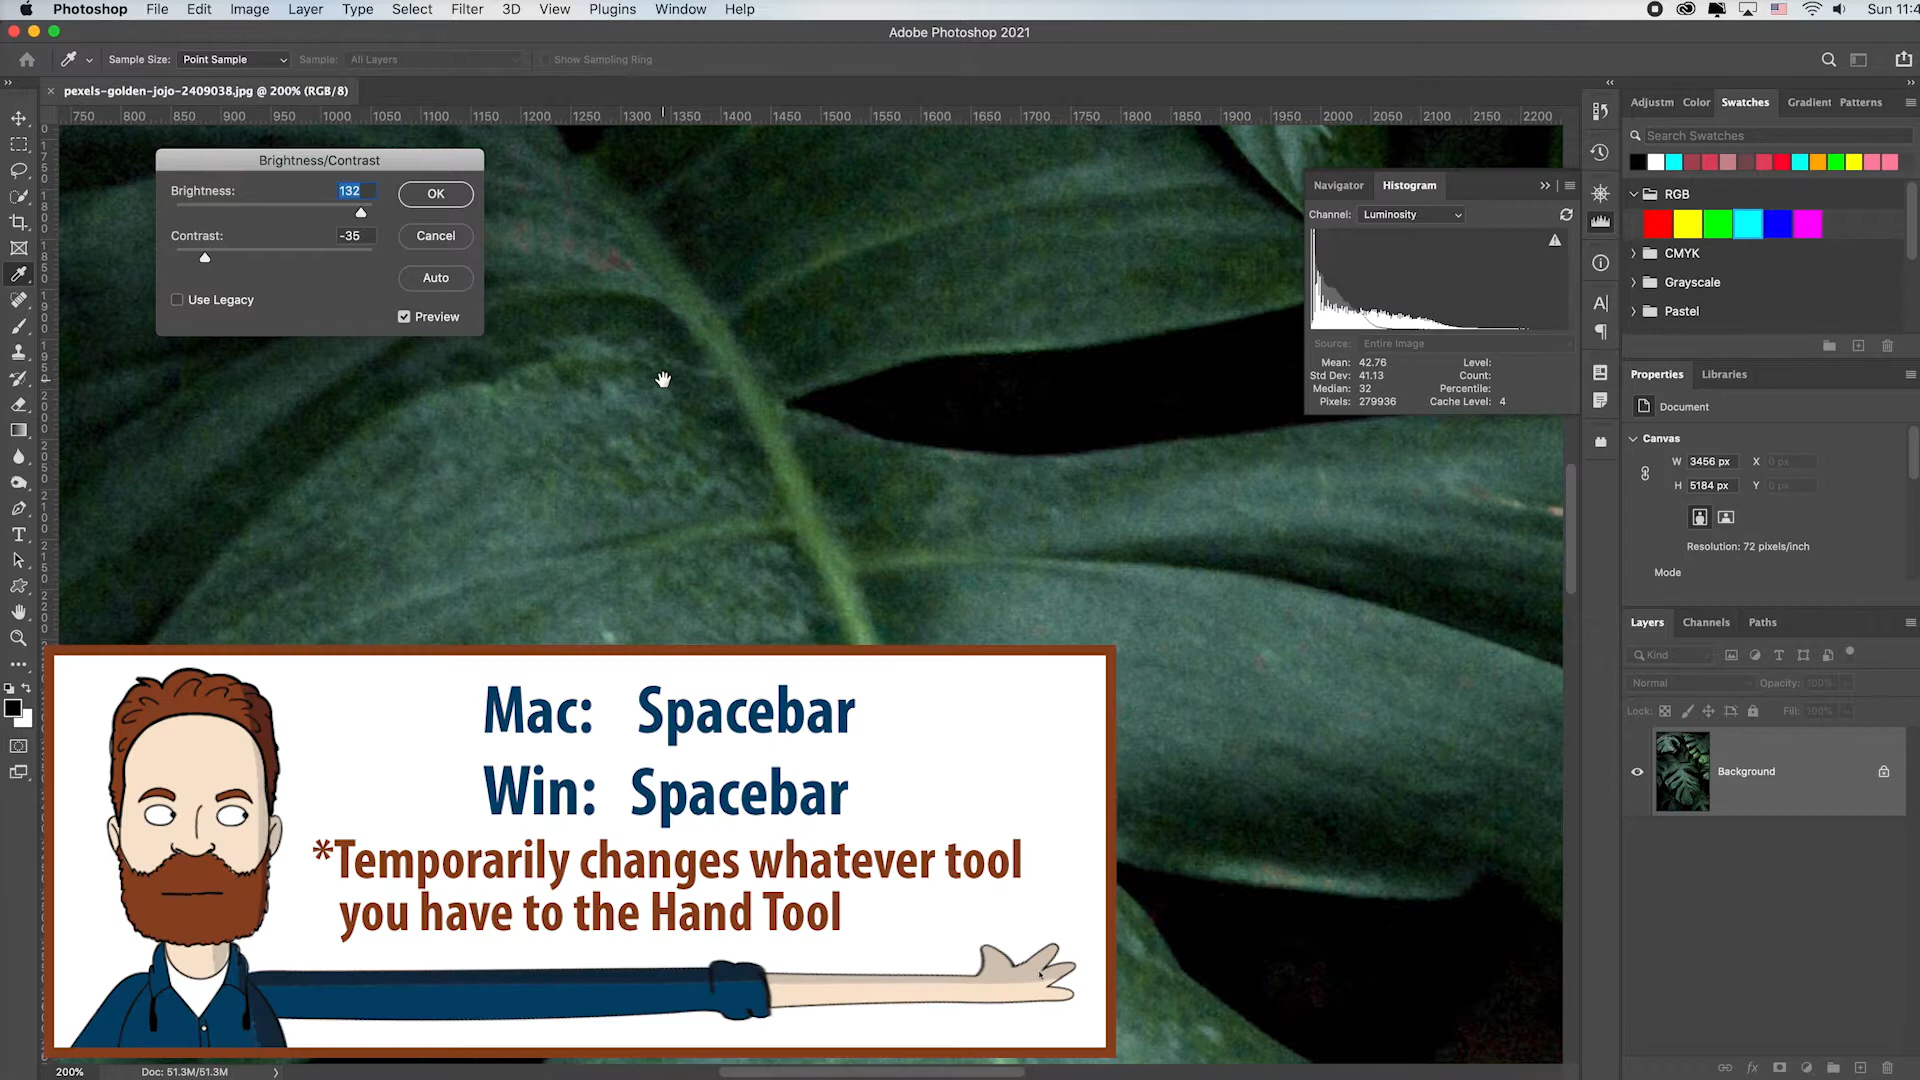 Photoshop File Edit Image Layer Type Select Filter 3D View Plugins Window Help Sun 11:4
Adobe Photoshop 2021
Sample Size: Point Sample Sample: All Layers Show Sampling Ring
pexels-golden-jojo-2409038.jpg @ 200% (RGB/8)
750 800 850 900 950 1000 1050 1100 1150 1200 1250 1300 1350 1400 1450 1500 1550 1600 1650 1700 1750 1800 1850 1900 1950 2000 2050 2100 2150 2200
Brightness/Contrast
Brightness: 132
OK
Contrast: -35
Cancel
Auto
Use Legacy
Preview
Navigator Histogram
Channel: Luminosity
Source: Entire Image
Mean: 42.76 Level:
Std Dev: 41.13 Count:
Median: 32 Percentile:
Pixels: 279936 Cache Level: 4
Adjustm Color Swatches Gradient Patterns
Search Swatches
RGB
CMYK
Grayscale
Pastel
Properties Libraries
Document
Canvas
W 3456 px X 0 px
H 5184 px Y 0 px
Resolution: 72 pixels/inch
Mode
Layers Channels Paths
Kind
Normal Opacity: 100%
Lock: Fill: 100%
Background
Mac: Spacebar
Win: Spacebar
*Temporarily changes whatever tool
you have to the Hand Tool
200% Doc: 51.3M/51.3M